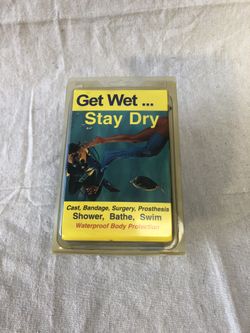 Get Wet ...
Stay Dry
Cast, Bandage, Surgery, Prosthesis
Shower, Bathe, Swim
Waterproof Body Protection